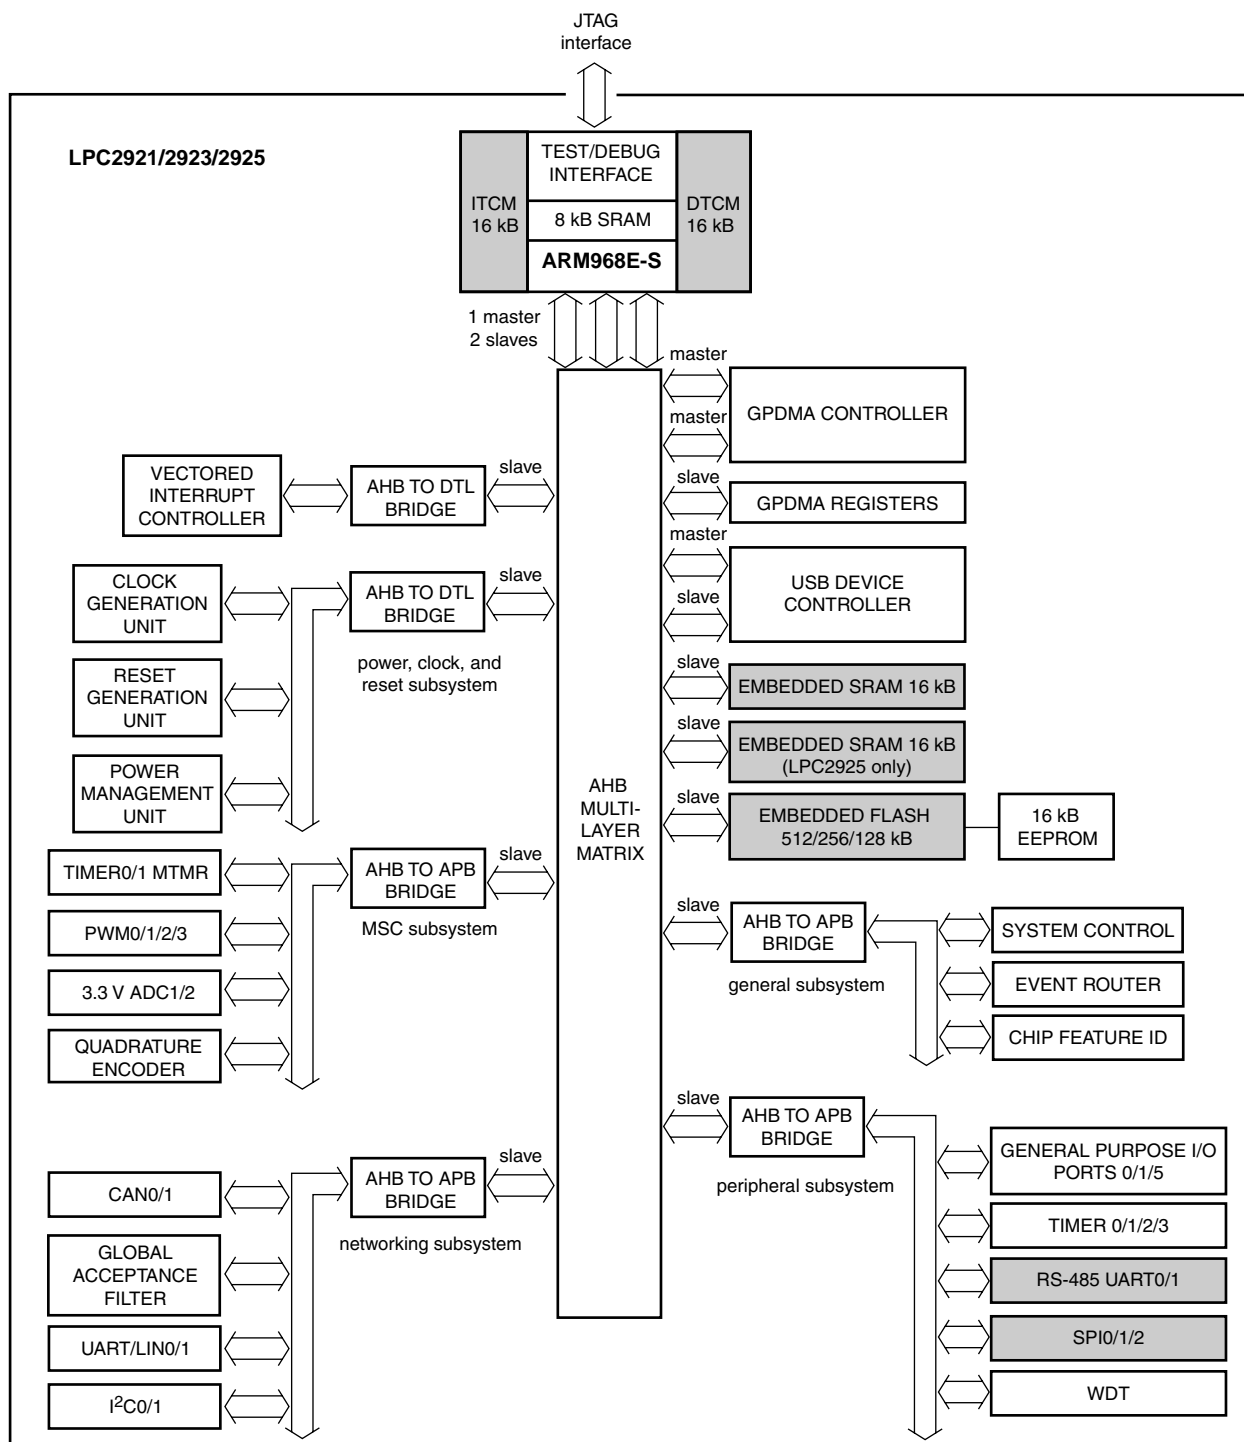 JTAG
interface
LPC2921/2923/2925
ITCM
16 kB
TEST/DEBUG
INTERFACE
8 kB SRAM
ARM968E-S
DTCM
16 kB
1 master
2 slaves
master
GPDMA CONTROLLER
master
slave
GPDMA REGISTERS
master
USB DEVICE
CONTROLLER
slave
slave
EMBEDDED SRAM 16 kB
slave
EMBEDDED SRAM 16 kB
(LPC2925 only)
slave
EMBEDDED FLASH
512/256/128 kB
16 kB
EEPROM
AHB
MULTI-
LAYER
MATRIX
VECTORED
INTERRUPT
CONTROLLER
AHB TO DTL
BRIDGE
slave
CLOCK
GENERATION
UNIT
AHB TO DTL
BRIDGE
slave
power, clock, and
reset subsystem
RESET
GENERATION
UNIT
POWER
MANAGEMENT
UNIT
TIMER0/1 MTMR
AHB TO APB
BRIDGE
slave
MSC subsystem
PWM0/1/2/3
3.3 V ADC1/2
QUADRATURE
ENCODER
slave
AHB TO APB
BRIDGE
general subsystem
SYSTEM CONTROL
EVENT ROUTER
CHIP FEATURE ID
slave
AHB TO APB
BRIDGE
peripheral subsystem
GENERAL PURPOSE I/O
PORTS 0/1/5
TIMER 0/1/2/3
RS-485 UART0/1
SPI0/1/2
WDT
CAN0/1
AHB TO APB
BRIDGE
slave
networking subsystem
GLOBAL
ACCEPTANCE
FILTER
UART/LIN0/1
I²C0/1